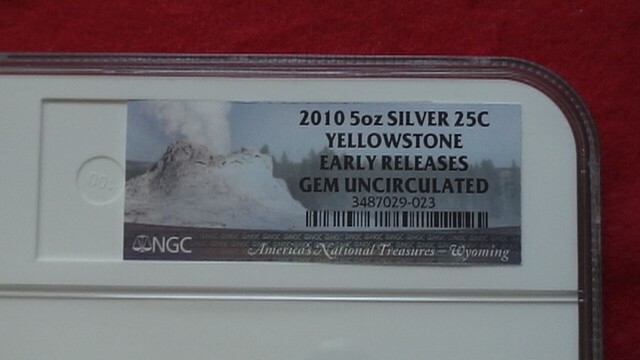 2010 5oz SILVER 25C
YELLOWSTONE
EARLY RELEASES
GEM UNCIRCULATED
3487029-023
NGC
America's National Treasures – Wyoming